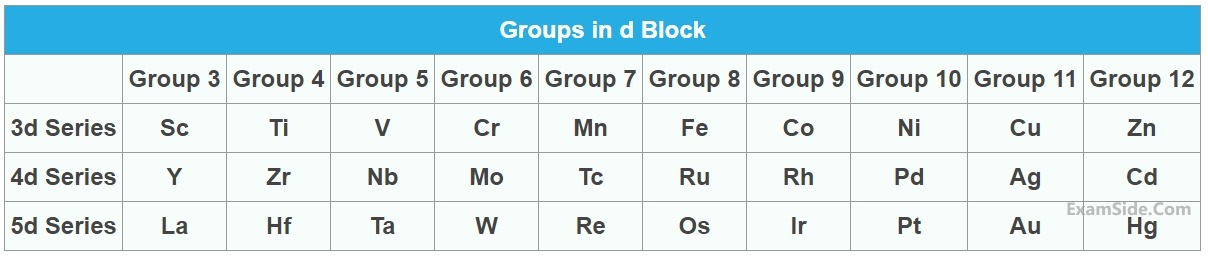 Groups in d Block
Group 3 Group 4 Group 5 Group 6 Group 7 Group 8 Group 9 Group 10 Group 11 Group 12
3d Series Sc Ti V Cr Mn Fe Co Ni Cu Zn
4d Series Y Zr Nb Mo Tc Ru Rh Pd Ag Cd
ExamSide.Com
5d Series La Hf Ta W Re Os Ir Pt Au Hg